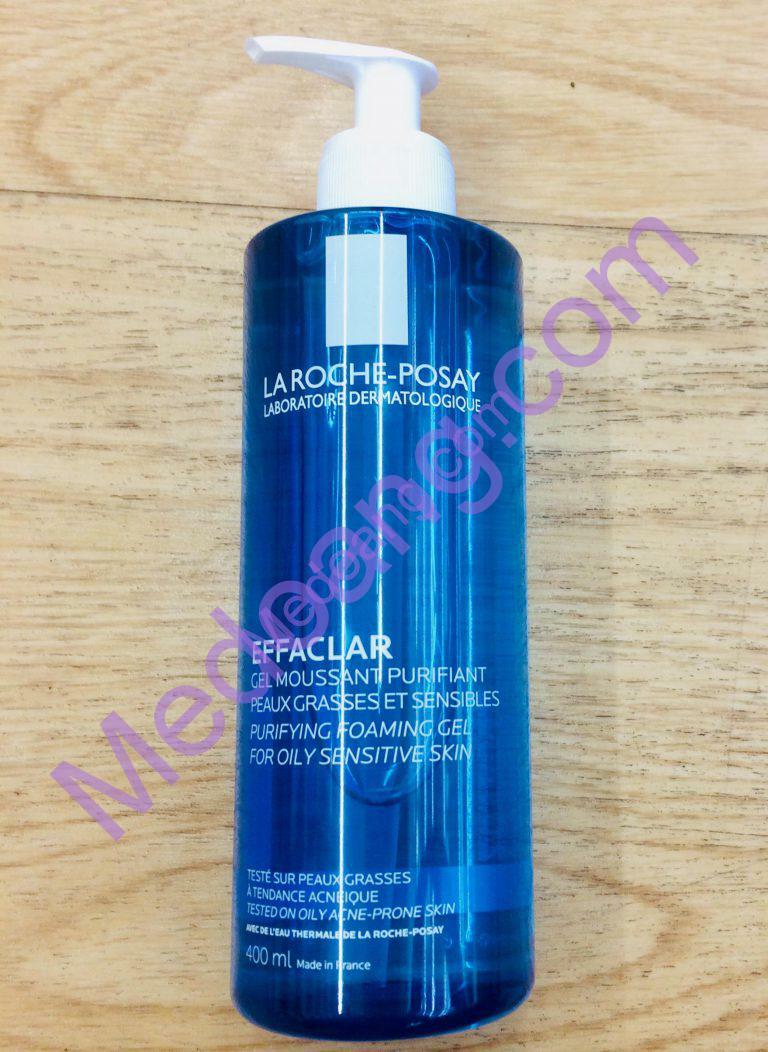 LA ROCHE-POSAY
LABORATOIRE DERMATOLOGIQUE
Medoang.com
Medoang.com
EFFACLAR
GEL MOUSSANT PURIFIANT
PEAUX GRASSES ET SENSIBLES
PURIFYING FOAMING GEL
FOR OILY SENSITIVE SKIN
TESTÉ SUR PEAUX GRASSES
À TENDANCE ACNÉIQUE
TESTED ON OILY ACNE-PRONE SKIN
AVEC DE L'EAU THERMALE DE LA ROCHE-POSAY
400 ml Made in France